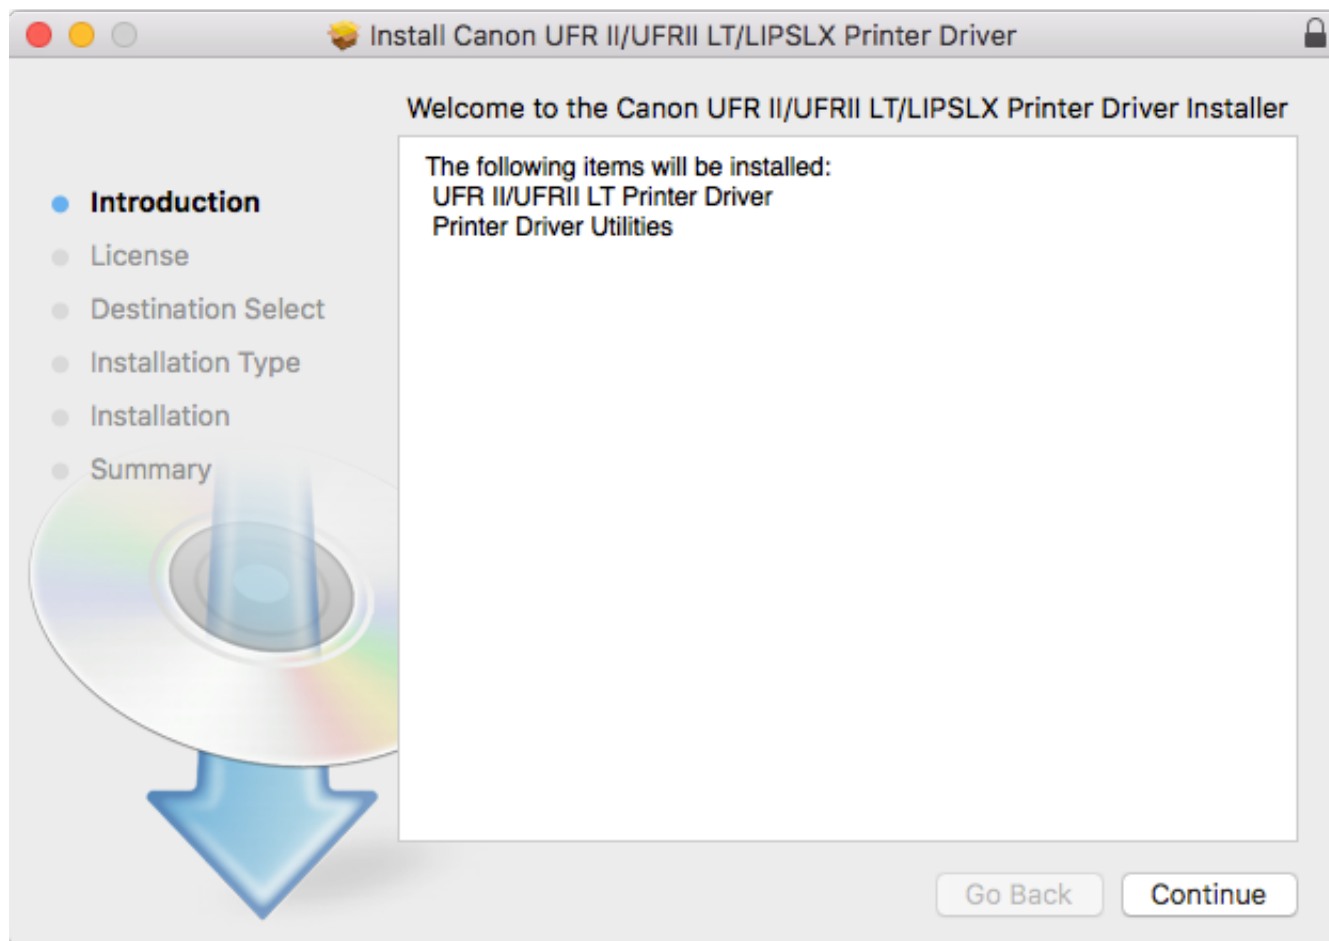 Install Canon UFR II/UFRII LT/LIPSLX Printer Driver
Welcome to the Canon UFR II/UFRII LT/LIPSLX Printer Driver Installer
Introduction
License
Destination Select
Installation Type
Installation
Summary
The following items will be installed:
UFR II/UFRII LT Printer Driver
Printer Driver Utilities
Go Back
Continue